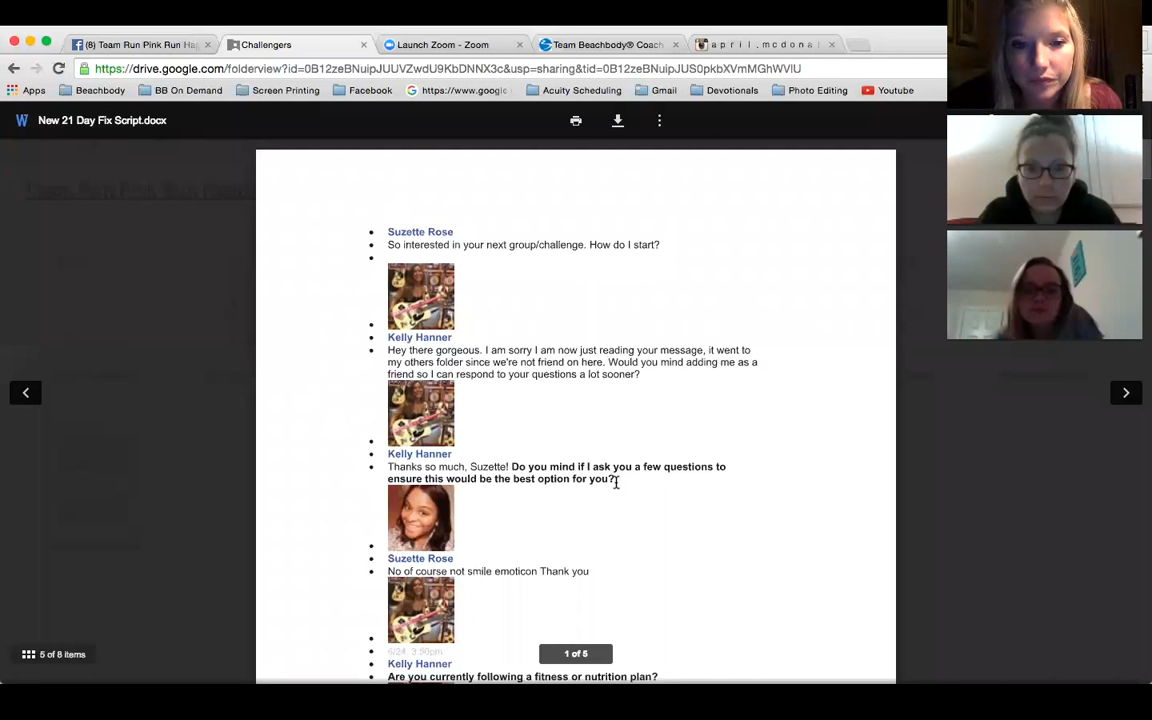 (8) Team Run Pink Run Ha
Challengers
Launch Zoom - Zoom
Team Beachbody® Coach
april.mcdona
https://drive.google.com/folderview?id=0B12zeBNuipJUUVZwdU9KbDNNX3c&usp=sharing&tid=0B12zeBNuipJUS0pkbXVmMGhWVlU
Apps
Beachbody
BB On Demand
Screen Printing
Facebook
https://www.google
Acuity Scheduling
Gmail
Devotionals
Photo Editing
Youtube
W New 21 Day Fix Script.docx
Suzette Rose
So interested in your next group/challenge. How do I start?
Kelly Hanner
Hey there gorgeous. I am sorry I am now just reading your message, it went to
my others folder since we're not friend on here. Would you mind adding me as a
friend so I can respond to your questions a lot sooner?
Kelly Hanner
Thanks so much, Suzette! Do you mind if I ask you a few questions to
ensure this would be the best option for you?
Suzette Rose
No of course not smile emoticon Thank you
6/24, 3:50pm
Kelly Hanner
Are you currently following a fitness or nutrition plan?
5 of 8 items
1 of 5